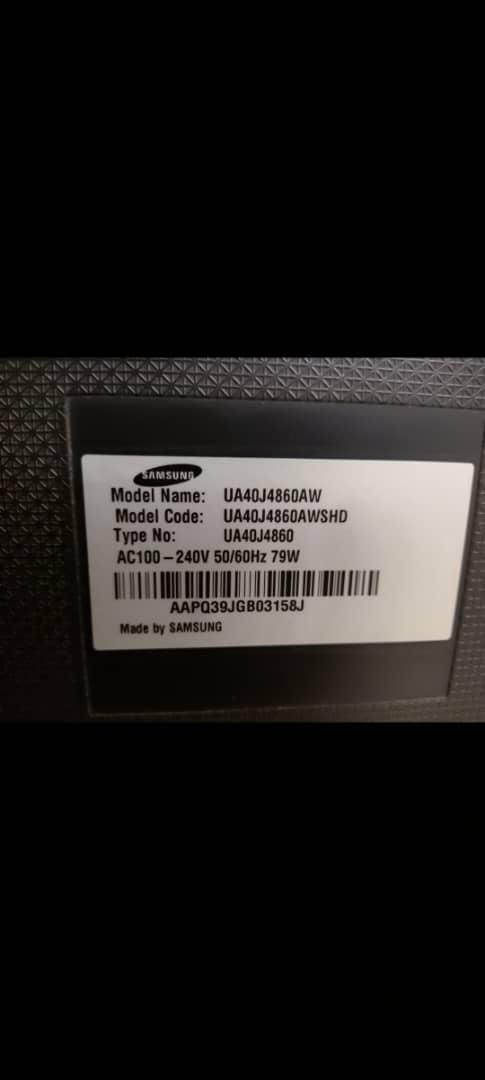 SAMSUNG
Model Name: UA40J4860AW
Model Code: UA40J4860AWSHD
Type No: UA40J4860
AC100-240V 50/60Hz 79W
AAPQ39JGB03158J
Made by SAMSUNG